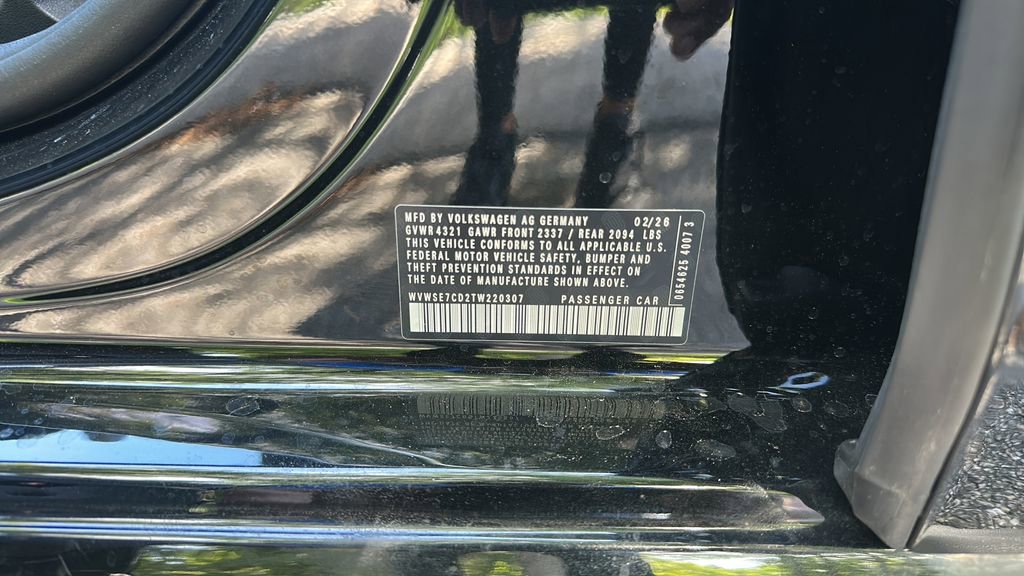 MFD BY VOLKSWAGEN AG GERMANY 02/26
GVWR 4321 GAWR FRONT 2337 / REAR 2094 LBS
THIS VEHICLE CONFORMS TO ALL APPLICABLE U.S.
FEDERAL MOTOR VEHICLE SAFETY, BUMPER AND
THEFT PREVENTION STANDARDS IN EFFECT ON
THE DATE OF MANUFACTURE SHOWN ABOVE.
WVWSE7CD2TW220307 PASSENGER CAR
0654625 4007 3